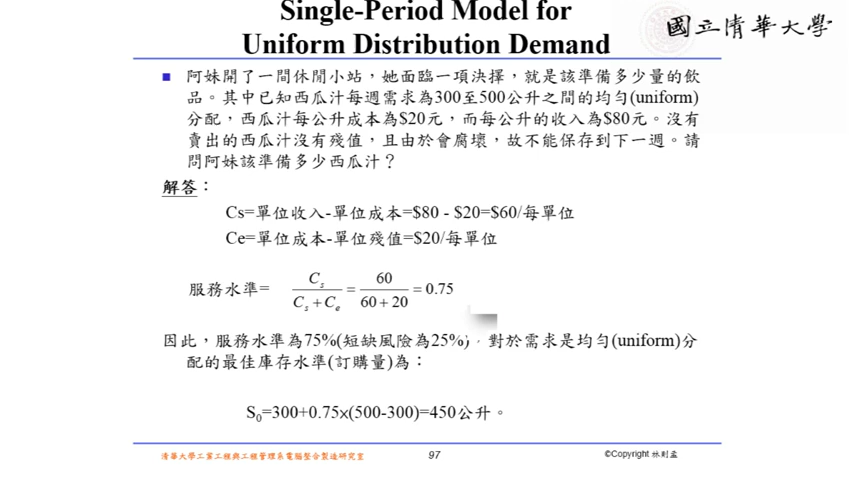 Single-Period Model for
Uniform Distribution Demand
國立清華大學
阿妹開了一間休閒小站，她面臨一項決擇，就是該準備多少量的飲
品。其中已知西瓜汁每週需求為300至500公升之間的均勻(uniform)
分配，西瓜汁每公升成本為$20元，而每公升的收入為$80元。沒有
賣出的西瓜汁沒有殘值，且由於會腐壞，故不能保存到下一週。請
問阿妹該準備多少西瓜汁？
解答：
Cs=單位收入-單位成本=$80 - $20=$60/每單位
Ce=單位成本-單位殘值=$20/每單位
服務水準= Cs/(Cs + Ce) = 60/(60 + 20) = 0.75
因此，服務水準為75%(短缺風險為25%)，對於需求是均勻(uniform)分
配的最佳庫存水準(訂購量)為：
S0=300+0.75×(500-300)=450公升。
清華大學工業工程與工程管理系電腦整合製造研究室
97
©Copyright 林則孟